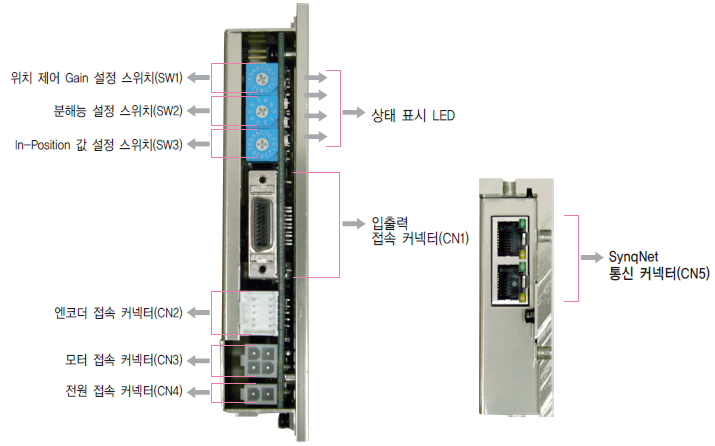 위치 제어 Gain 설정 스위치(SW1)
분해능 설정 스위치(SW2)
In-Position 값 설정 스위치(SW3)
상태 표시 LED
입출력
접속 커넥터(CN1)
SynqNet
통신 커넥터(CN5)
엔코더 접속 커넥터(CN2)
모터 접속 커넥터(CN3)
전원 접속 커넥터(CN4)